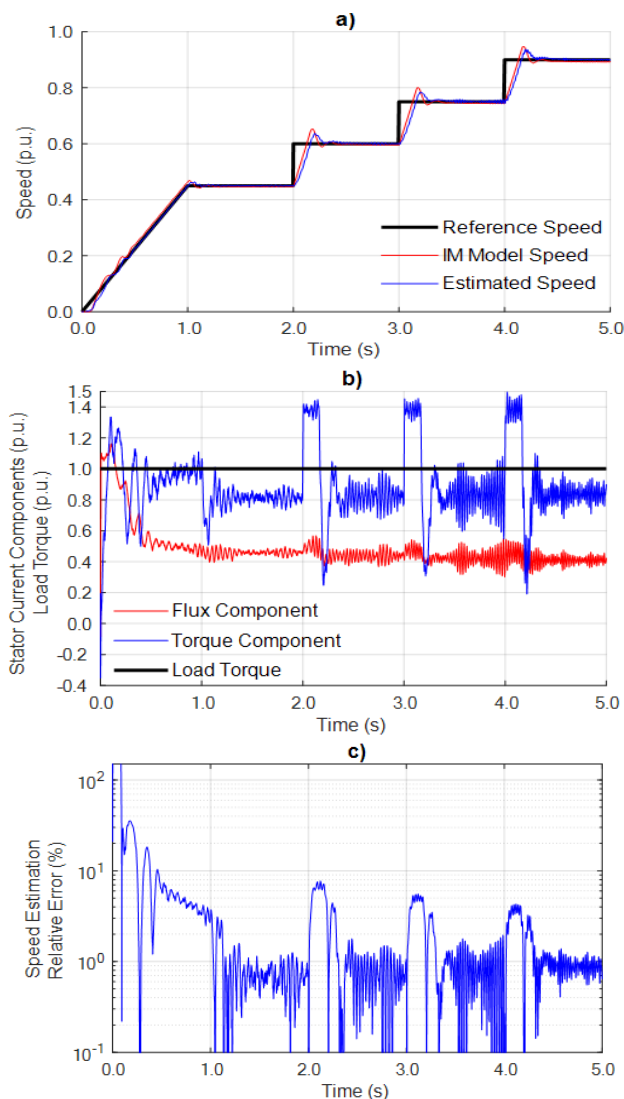 a)
1.0
0.8
0.6
0.4
0.2
0.0
Speed (p.u.)
Reference Speed
IM Model Speed
Estimated Speed
0.0 1.0 2.0 3.0 4.0 5.0
Time (s)
b)
1.5
1.4
1.0
0.8
0.6
0.4
0.2
0.0
-0.2
-0.4
Stator Current Components (p.u.)
Load Torque (p.u.)
Flux Component
Torque Component
Load Torque
0.0 1.0 2.0 3.0 4.0 5.0
Time (s)
c)
10²
10¹
10⁰
10⁻¹
Speed Estimation
Relative Error (%)
0.0 1.0 2.0 3.0 4.0 5.0
Time (s)